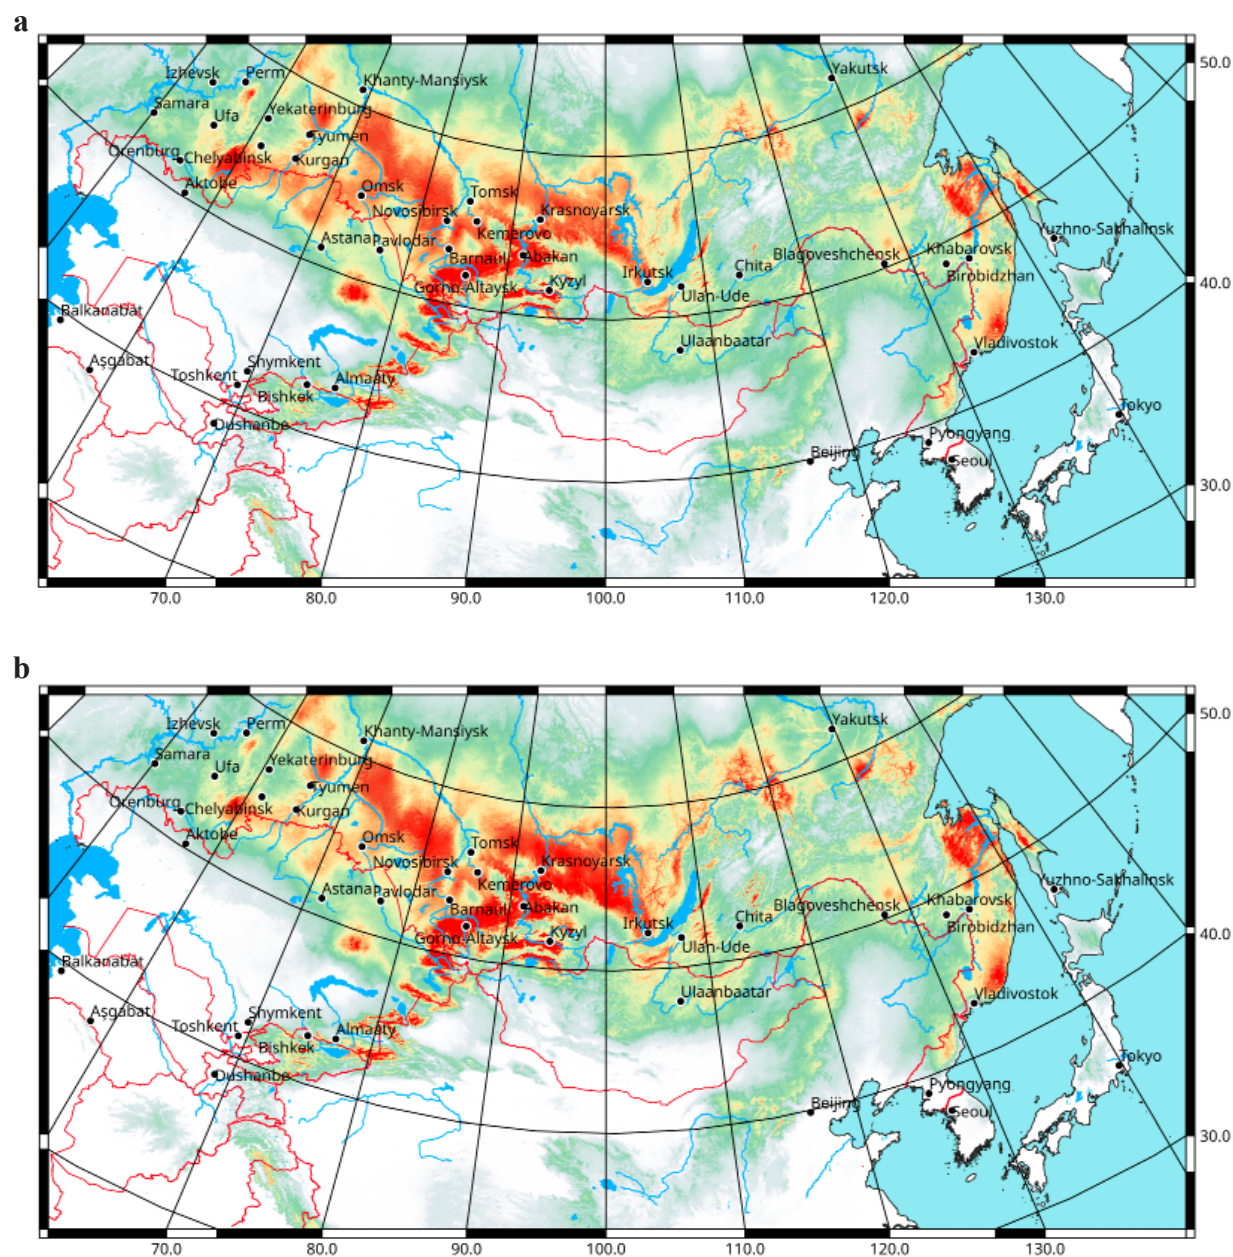 a
50.0
Izhevsk
Perm
Khanty-Mansiysk
Yakutsk
Samara
Ufa
Yekaterinburg
Tyumen
Orenburg
Chelyabinsk
Kurgan
Aktobe
Omsk
Tomsk
Novosibirsk
Krasnoyarsk
Kemerovo
Yuzhno-Sakhalinsk
Astana
Pavlodar
Barnaul
Abakan
Blagoveshchensk
Khabarovsk
Birobidzhan
Gorno-Altaysk
Kyzyl
Irkutsk
Chita
Ulan-Ude
40.0
Balkanabat
Ulaanbaatar
Vladivostok
Aşgabat
Shymkent
Toshkent
Almaaty
Bishkek
Tokyo
Dushanbe
Beijing
Pyongyang
Seoul
30.0
70.0 80.0 90.0 100.0 110.0 120.0 130.0
b
50.0
Izhevsk
Perm
Khanty-Mansiysk
Yakutsk
Samara
Ufa
Yekaterinburg
Tyumen
Orenburg
Chelyabinsk
Kurgan
Aktobe
Omsk
Tomsk
Novosibirsk
Krasnoyarsk
Kemerovo
Yuzhno-Sakhalinsk
Astana
Pavlodar
Barnaul
Abakan
Blagoveshchensk
Khabarovsk
Birobidzhan
Gorno-Altaysk
Kyzyl
Irkutsk
Chita
Ulan-Ude
40.0
Balkanabat
Ulaanbaatar
Vladivostok
Aşgabat
Shymkent
Toshkent
Almaaty
Bishkek
Tokyo
Dushanbe
Beijing
Pyongyang
Seoul
30.0
70.0 80.0 90.0 100.0 110.0 120.0 130.0